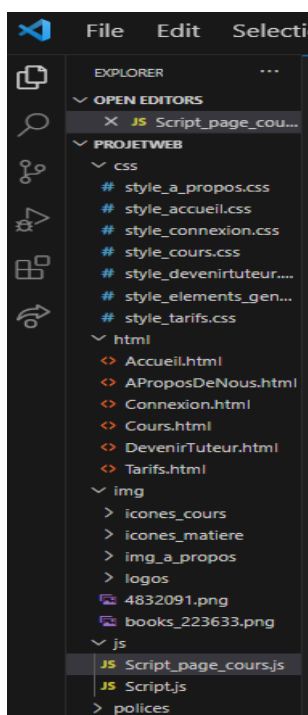 File Edit Selecti
EXPLORER ...
OPEN EDITORS
JS Script_page_cou...
PROJETWEB
css
# style_a_propos.css
# style_accueil.css
# style_connexion.css
# style_cours.css
# style_devenirtuteur....
# style_elements_gen...
# style_tarifs.css
html
<> Accueil.html
<> AProposDeNous.html
<> Connexion.html
<> Cours.html
<> DevenirTuteur.html
<> Tarifs.html
img
icones_cours
icones_matiere
img_a_propos
logos
4832091.png
books_223633.png
js
JS Script_page_cours.js
JS Script.js
polices